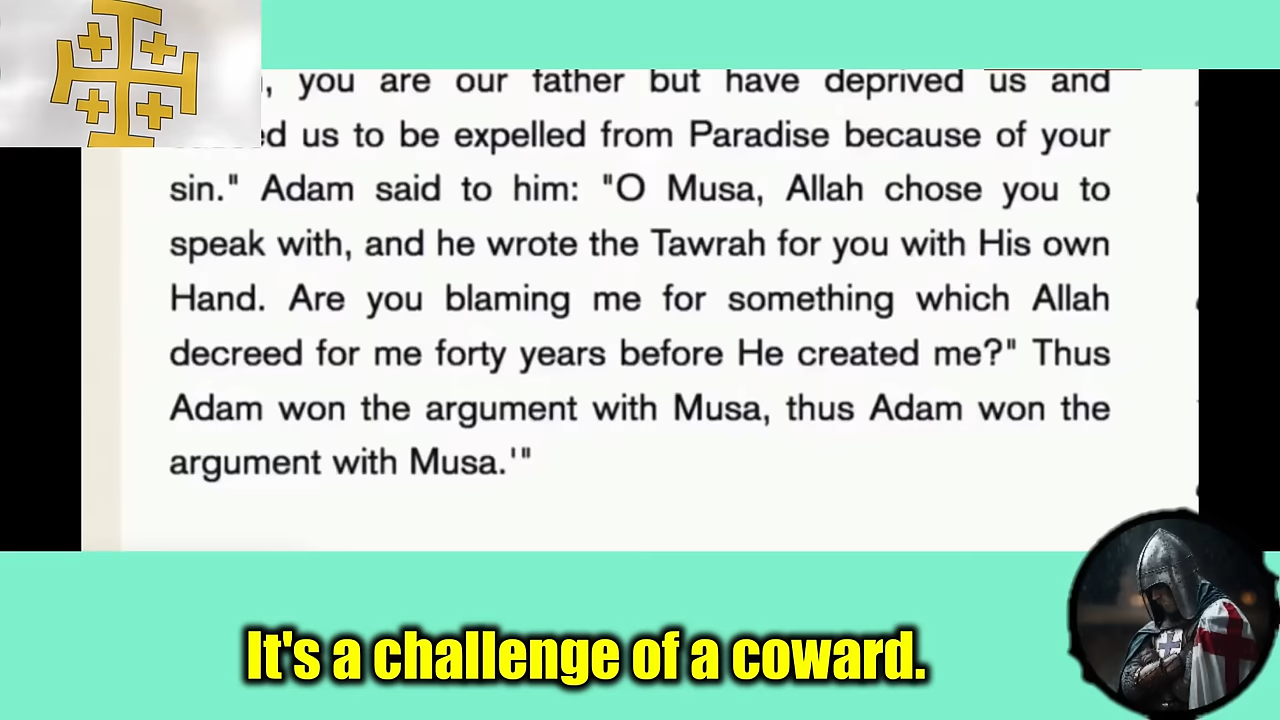 , you are our father but have deprived us and
us to be expelled from Paradise because of your
sin." Adam said to him: "O Musa, Allah chose you to
speak with, and he wrote the Tawrah for you with His own
Hand. Are you blaming me for something which Allah
decreed for me forty years before He created me?" Thus
Adam won the argument with Musa, thus Adam won the
argument with Musa.'"
It's a challenge of a coward.